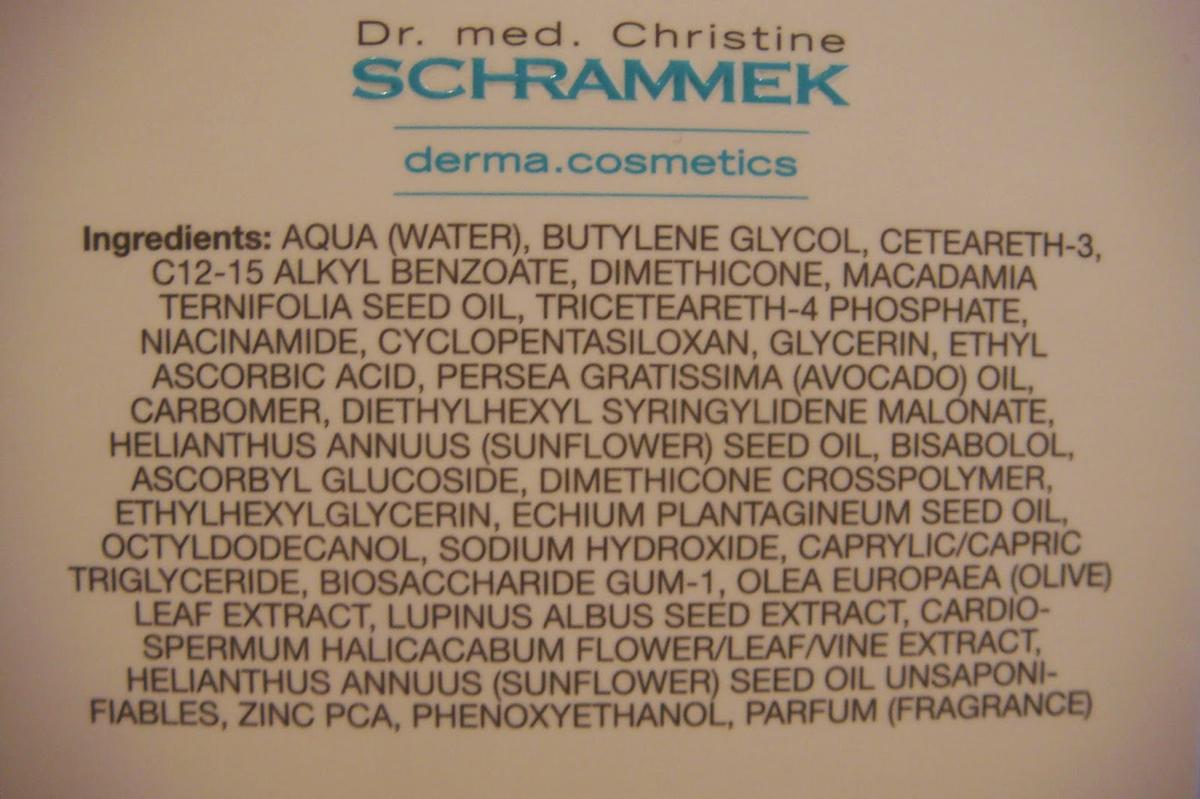 Dr. med. Christine
SCHRAMMEK
derma.cosmetics
Ingredients: AQUA (WATER), BUTYLENE GLYCOL, CETEARETH-3,
C12-15 ALKYL BENZOATE, DIMETHICONE, MACADAMIA
TERNIFOLIA SEED OIL, TRICETEARETH-4 PHOSPHATE,
NIACINAMIDE, CYCLOPENTASILOXAN, GLYCERIN, ETHYL
ASCORBIC ACID, PERSEA GRATISSIMA (AVOCADO) OIL,
CARBOMER, DIETHYLHEXYL SYRINGYLIDENE MALONATE,
HELIANTHUS ANNUUS (SUNFLOWER) SEED OIL, BISABOLOL,
ASCORBYL GLUCOSIDE, DIMETHICONE CROSSPOLYMER,
ETHYLHEXYLGLYCERIN, ECHIUM PLANTAGINEUM SEED OIL,
OCTYLDODECANOL, SODIUM HYDROXIDE, CAPRYLIC/CAPRIC
TRIGLYCERIDE, BIOSACCHARIDE GUM-1, OLEA EUROPAEA (OLIVE)
LEAF EXTRACT, LUPINUS ALBUS SEED EXTRACT, CARDIO-
SPERMUM HALICACABUM FLOWER/LEAF/VINE EXTRACT,
HELIANTHUS ANNUUS (SUNFLOWER) SEED OIL UNSAPONI-
FIABLES, ZINC PCA, PHENOXYETHANOL, PARFUM (FRAGRANCE)